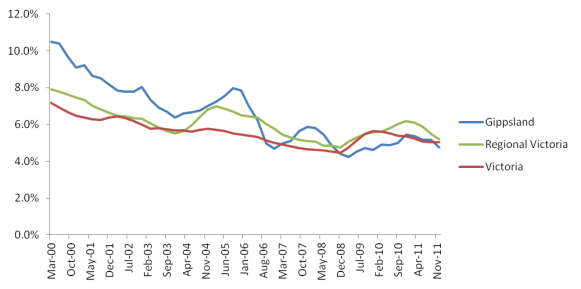 12.0%
10.0%
8.0%
6.0%
4.0%
2.0%
0.0%
Mar-00
Oct-00
May-01
Dec-01
Jul-02
Feb-03
Sep-03
Apr-04
Nov-04
Jun-05
Jan-06
Aug-06
Mar-07
Oct-07
May-08
Dec-08
Jul-09
Feb-10
Sep-10
Apr-11
Nov-11
Gippsland
Regional Victoria
Victoria